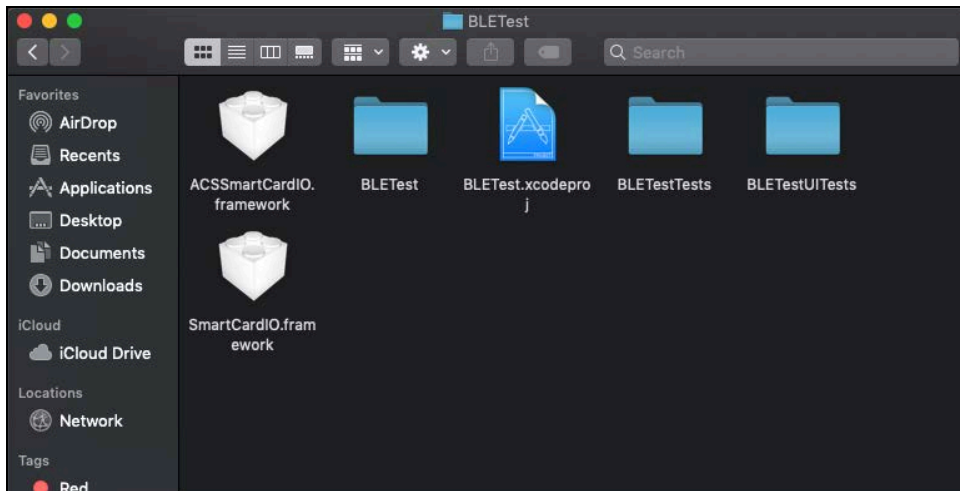 BLETest
Search
Favorites
AirDrop
Recents
Applications
Desktop
Documents
Downloads
iCloud
iCloud Drive
Locations
Network
Tags
Red
ACSSmartCardIO.
framework
BLETest
BLETest.xcodepro
j
BLETestTests
BLETestUITests
SmartCardIO.fram
ework